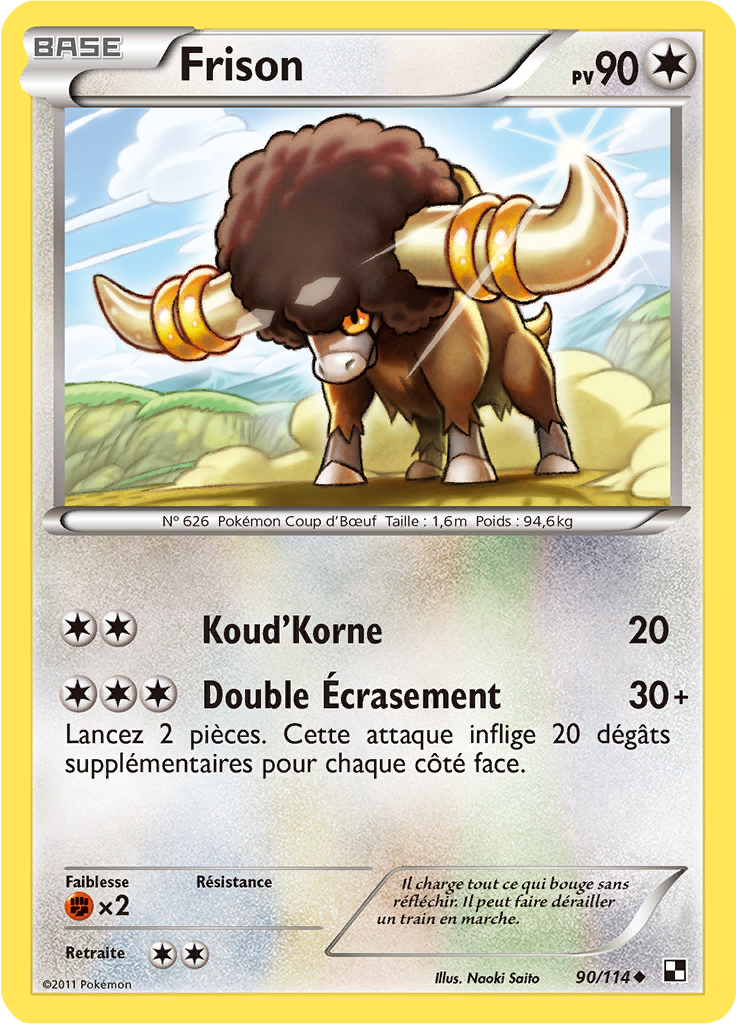 BASE Frison PV90
N° 626 Pokémon Coup d'Bœuf Taille : 1,6m Poids : 94,6kg
Koud'Korne 20
Double Écrasement 30+
Lancez 2 pièces. Cette attaque inflige 20 dégâts
supplémentaires pour chaque côté face.
Faiblesse Résistance
×2
Retraite
Il charge tout ce qui bouge sans
réfléchir. Il peut faire dérailler
un train en marche.
©2011 Pokémon Illus. Naoki Saito 90/114